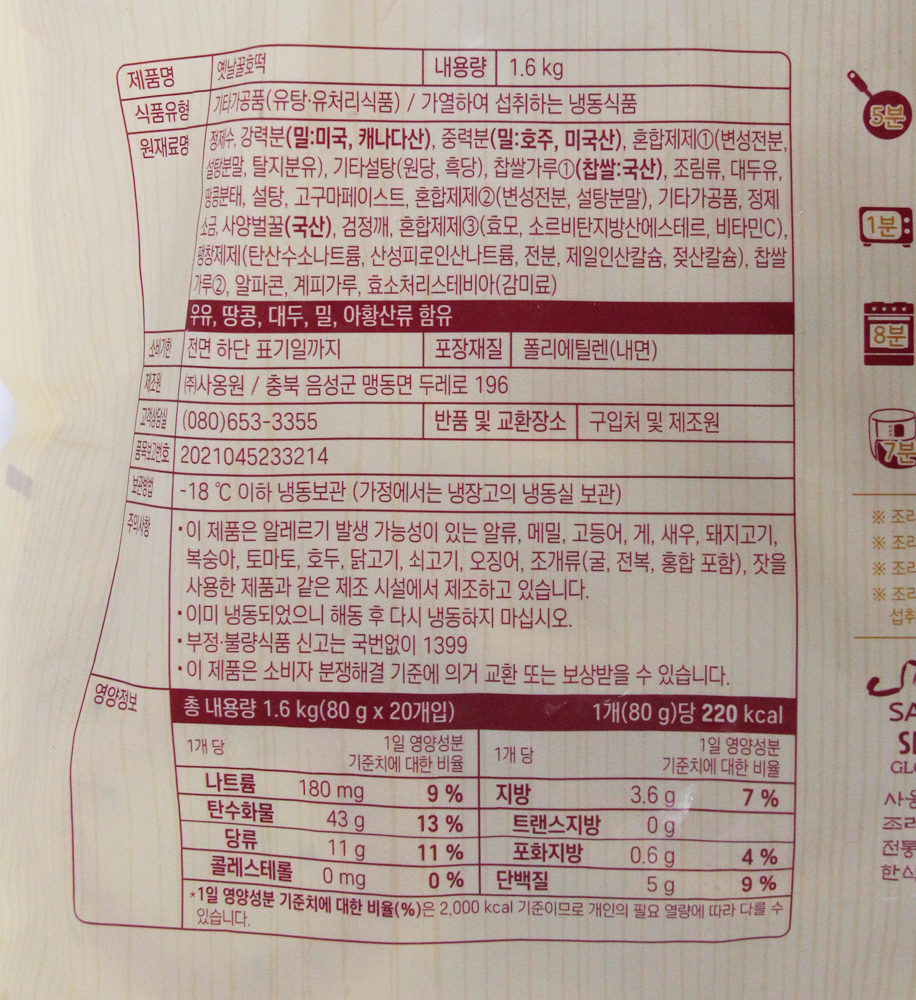 제품명 옛날꿀호떡 내용량 1.6 kg
식품유형 기타가공품(유탕·유처리식품) / 가열하여 섭취하는 냉동식품
원재료명 정제수, 강력분(밀:미국, 캐나다산), 중력분(밀:호주, 미국산), 혼합제제①(변성전분,
설탕분말, 탈지분유), 기타설탕(원당, 흑당), 찹쌀가루①(찹쌀:국산), 조림류, 대두유,
땅콩분태, 설탕, 고구마페이스트, 혼합제제②(변성전분, 설탕분말), 기타가공품, 정제
소금, 사양벌꿀(국산), 검정깨, 혼합제제③(효모, 소르비탄지방산에스테르, 비타민C),
팽창제제(탄산수소나트륨, 산성피로인산나트륨, 전분, 제일인산칼슘, 젖산칼슘), 찹쌀
가루②, 알파콘, 계피가루, 효소처리스테비아(감미료)
우유, 땅콩, 대두, 밀, 아황산류 함유
소비기한 전면 하단 표기일까지 포장재질 폴리에틸렌(내면)
제조원 ㈜사옹원 / 충북 음성군 맹동면 두레로 196
고객상담실 (080)653-3355 반품 및 교환장소 구입처 및 제조원
품목보고번호 2021045233214
보관방법 -18 ℃ 이하 냉동보관 (가정에서는 냉장고의 냉동실 보관)
주의사항 •이 제품은 알레르기 발생 가능성이 있는 알류, 메밀, 고등어, 게, 새우, 돼지고기,
복숭아, 토마토, 호두, 닭고기, 쇠고기, 오징어, 조개류(굴, 전복, 홍합 포함), 잣을
사용한 제품과 같은 제조 시설에서 제조하고 있습니다.
•이미 냉동되었으니 해동 후 다시 냉동하지 마십시오.
•부정·불량식품 신고는 국번없이 1399
•이 제품은 소비자 분쟁해결 기준에 의거 교환 또는 보상받을 수 있습니다.
영양정보 총 내용량 1.6 kg(80 g x 20개입) 1개(80 g)당 220 kcal
1개 당 1일 영양성분 기준치에 대한 비율 1개 당 1일 영양성분 기준치에 대한 비율
나트륨 180 mg 9 % 지방 3.6 g 7 %
탄수화물 43 g 13 % 트랜스지방 0 g
당류 11 g 11 % 포화지방 0.6 g 4 %
콜레스테롤 0 mg 0 % 단백질 5 g 9 %
*1일 영양성분 기준치에 대한 비율(%)은 2,000 kcal 기준이므로 개인의 필요 열량에 따라 다를 수
있습니다.
5분
1분
8분
7분
※ 조리
※ 조리
※ 조리
※ 조리
섭취
SA
SI
GL
사옹
조리
전통
한식